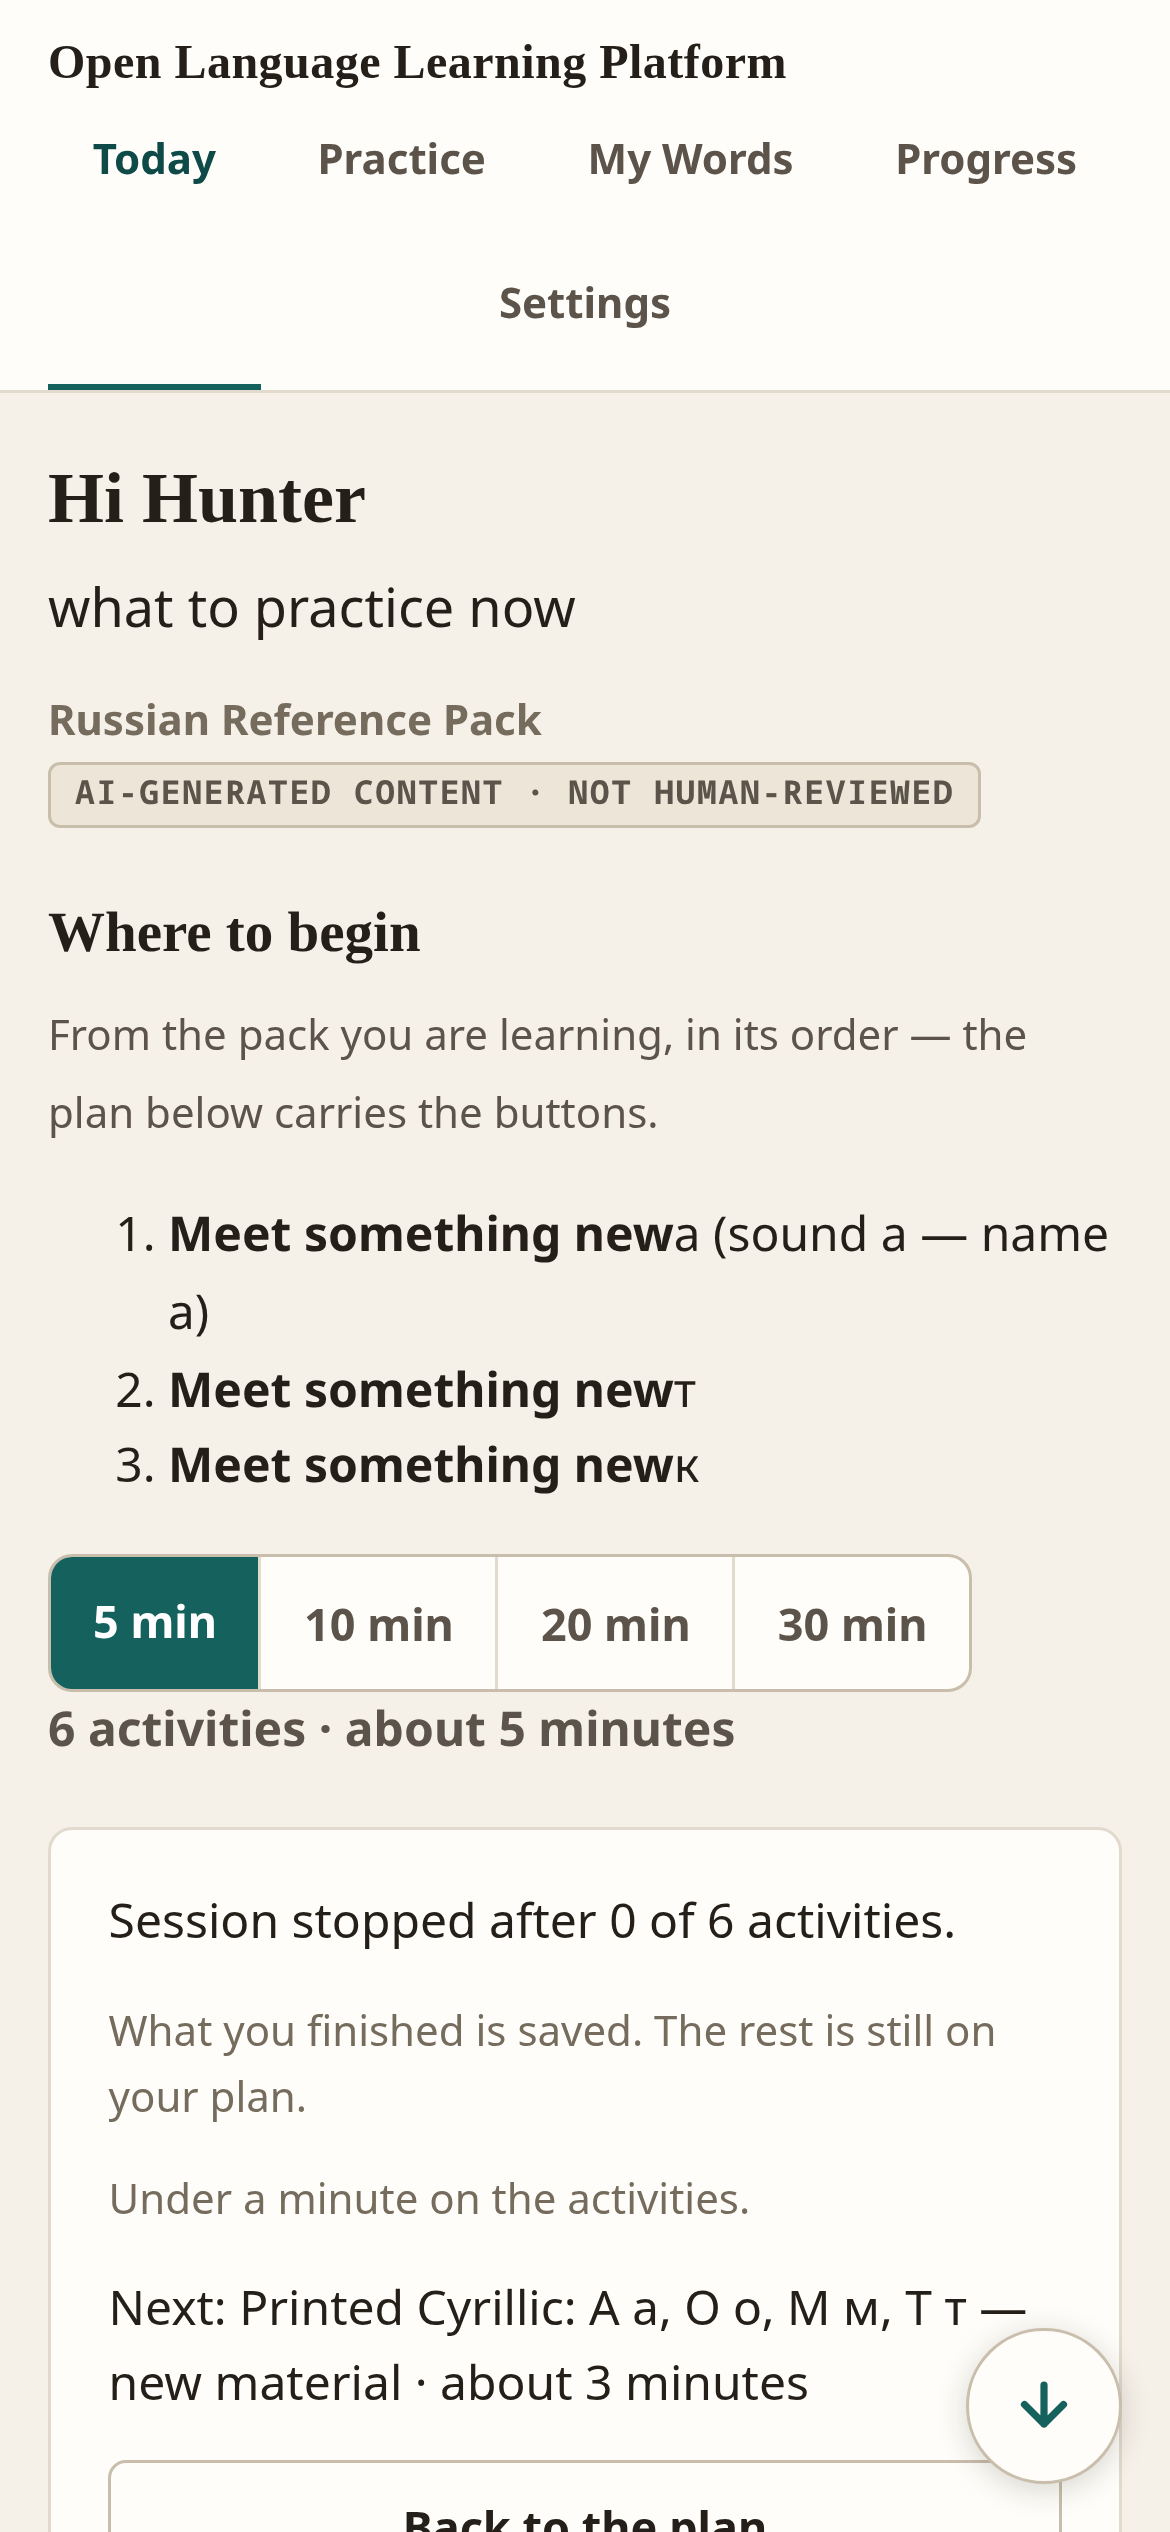 Open Language Learning Platform
Today Practice My Words Progress
Settings
Hi Hunter
what to practice now
Russian Reference Pack
AI-GENERATED CONTENT · NOT HUMAN-REVIEWED
Where to begin
From the pack you are learning, in its order — the
plan below carries the buttons.
1. Meet something newа (sound a — name
a)
2. Meet something newт
3. Meet something newк
5 min 10 min 20 min 30 min
6 activities · about 5 minutes
Session stopped after 0 of 6 activities.
What you finished is saved. The rest is still on
your plan.
Under a minute on the activities.
Next: Printed Cyrillic: А а, О о, М м, Т т —
new material · about 3 minutes
Back to the plan